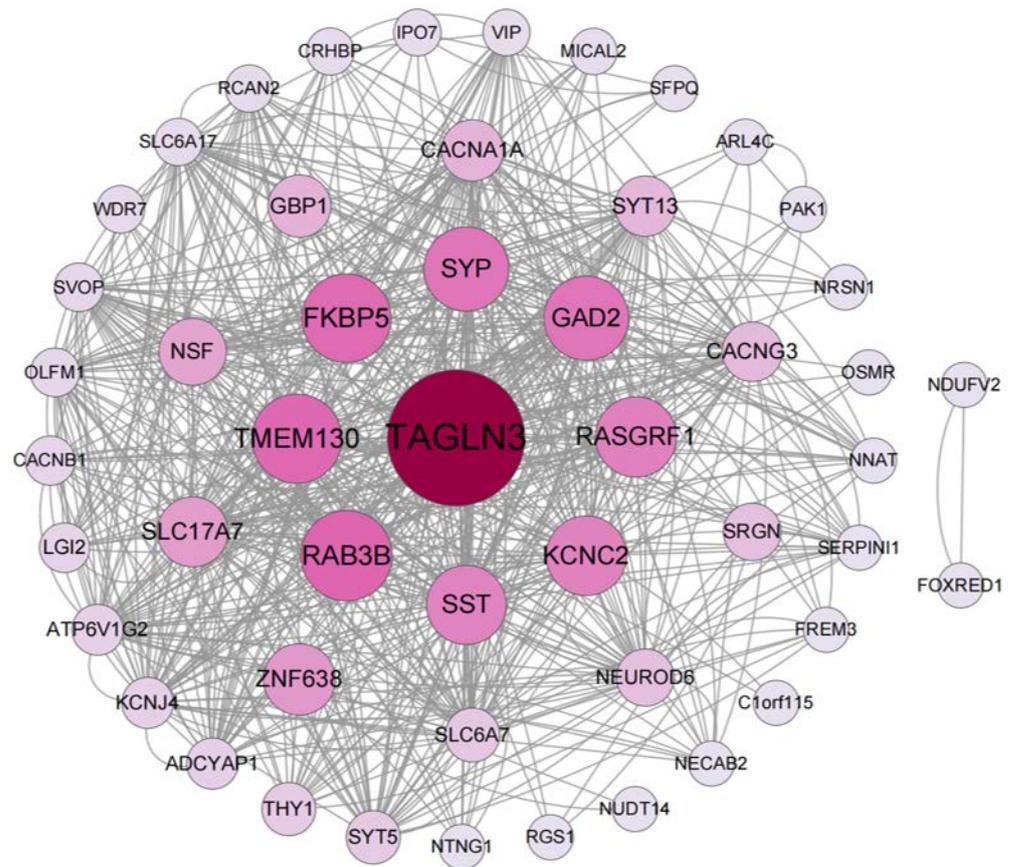 IPO7
VIP
CRHBP
MICAL2
RCAN2
SFPQ
SLC6A17
CACNA1A
ARL4C
WDR7
GBP1
SYT13
PAK1
SYP
SVOP
FKBP5
GAD2
NRSN1
NSF
CACNG3
OLFM1
OSMR
NDUFV2
TMEM130
TAGLN3
RASGRF1
CACNB1
NNAT
SLC17A7
SRGN
LGI2
RAB3B
KCNC2
SERPINI1
FOXRED1
SST
ATP6V1G2
FREM3
ZNF638
NEUROD6
KCNJ4
C1orf115
SLC6A7
ADCYAP1
NECAB2
THY1
NUDT14
SYT5
NTNG1
RGS1